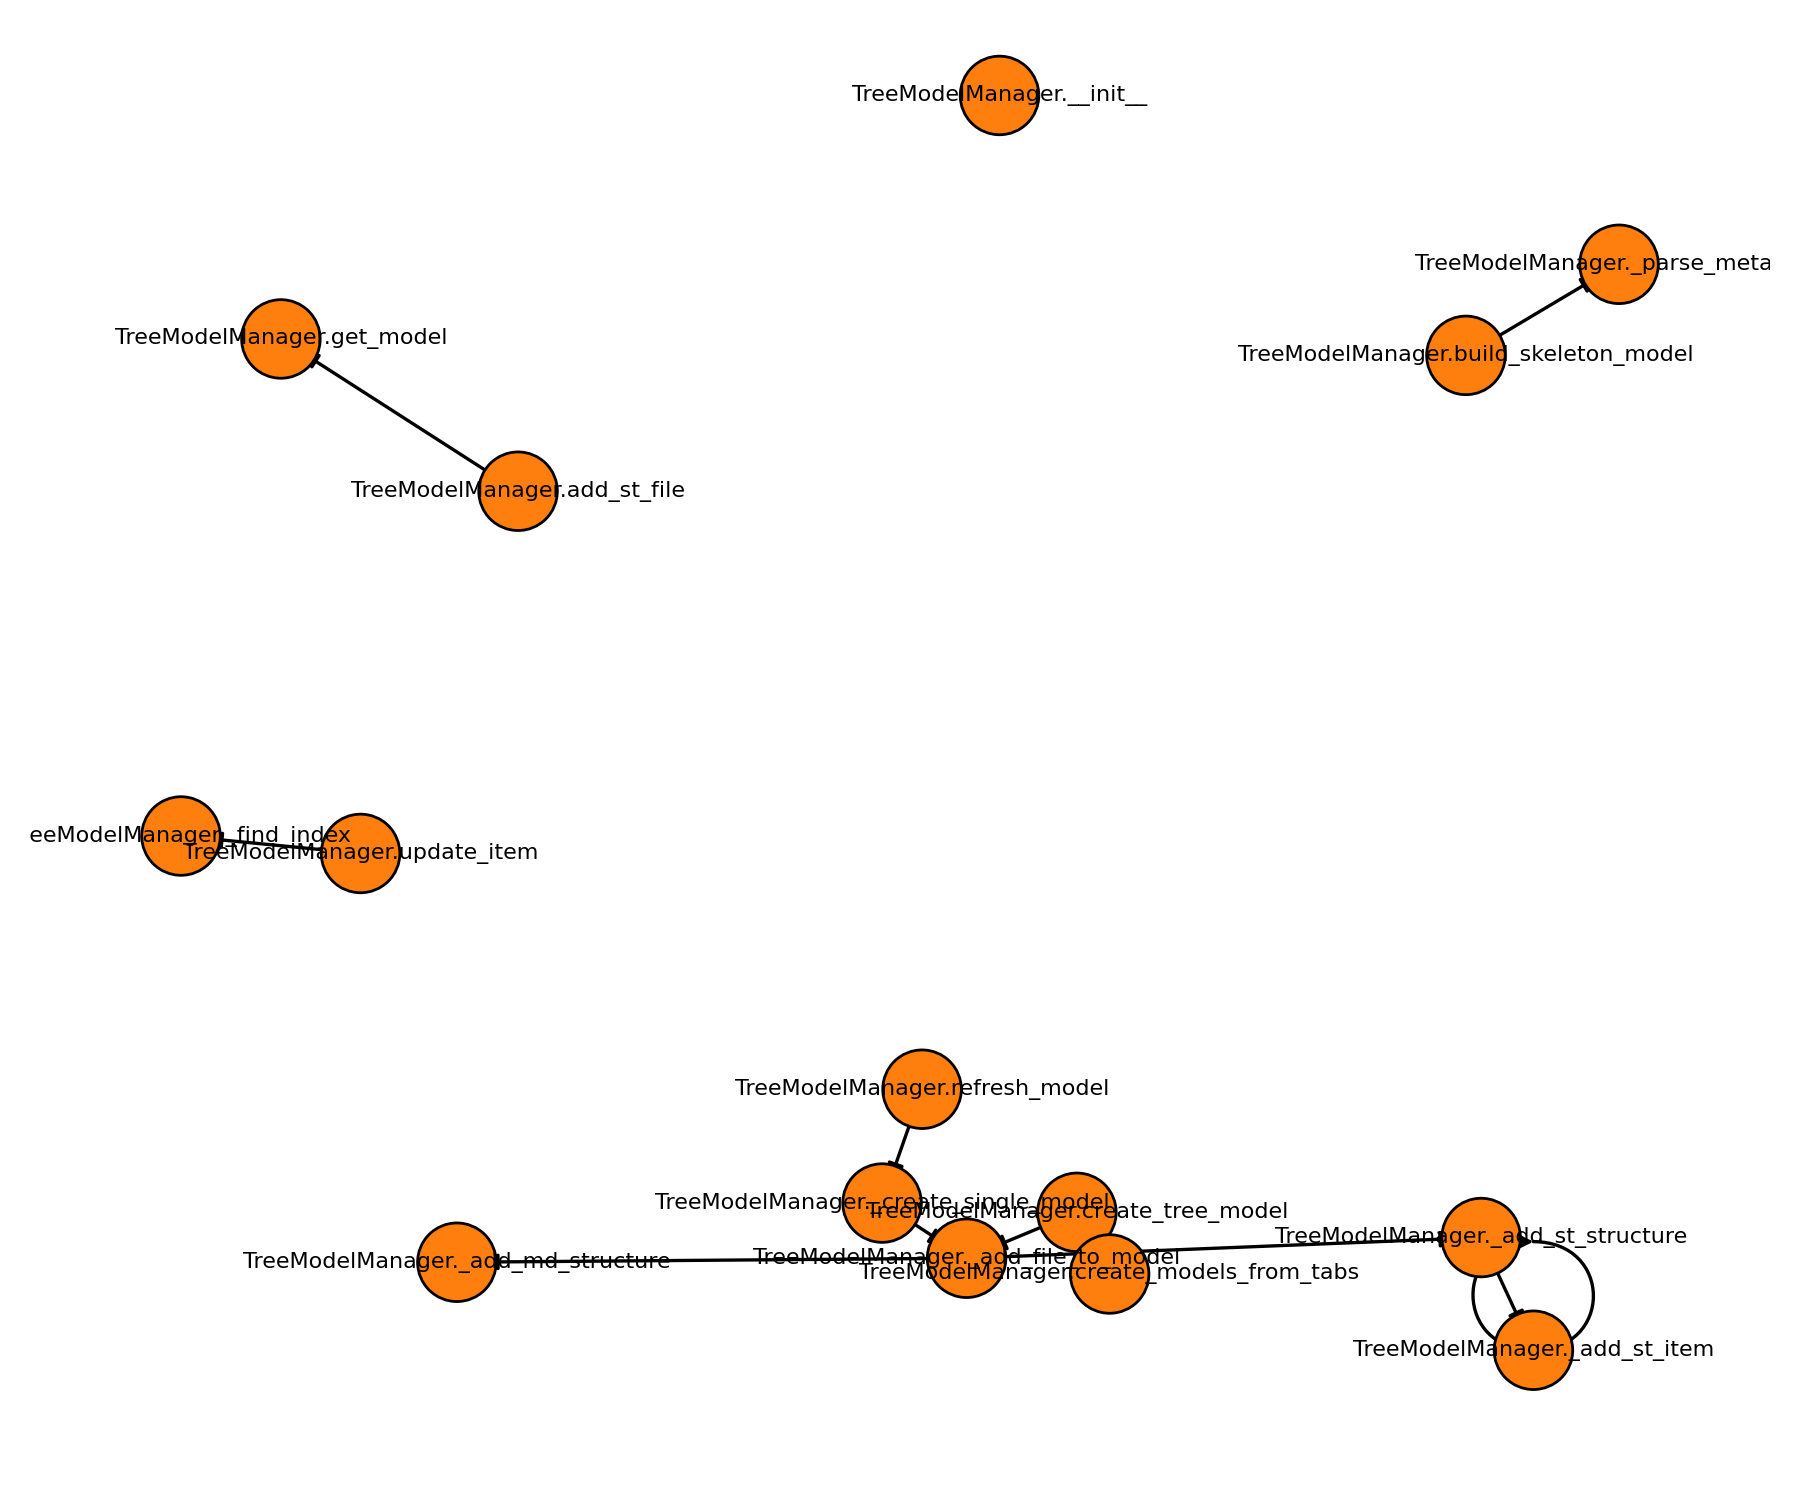 TreeModelManager.__init__
TreeModelManager._parse_meta
TreeModelManager.get_model
TreeModelManager.build_skeleton_model
TreeModelManager.add_st_file
eeModelManager._find_index
TreeModelManager.update_item
TreeModelManager.refresh_model
TreeModelManager._create_single_model
TreeModelManager.create_tree_model
TreeModelManager._add_st_structure
TreeModelManager._add_md_structure
TreeModelManager._add_file_to_model
TreeModelManager.create_models_from_tabs
TreeModelManager._add_st_item